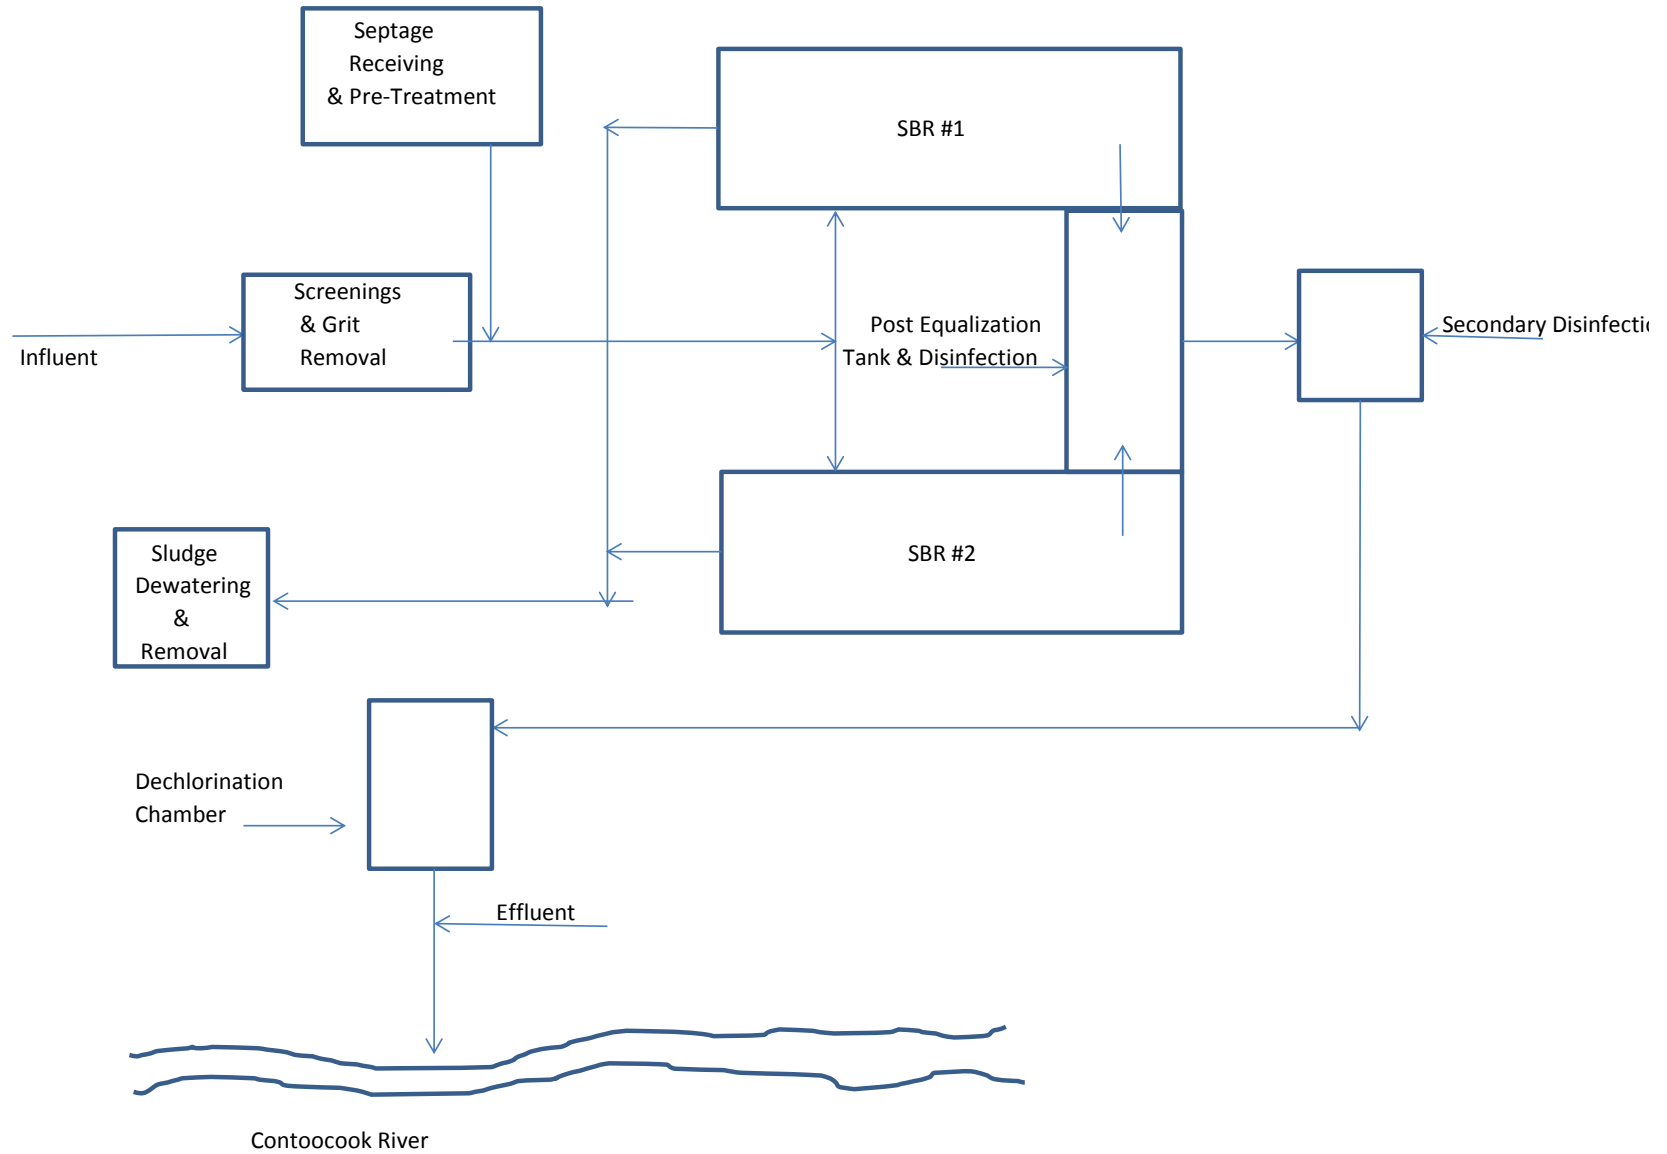 Septage
Receiving
& Pre-Treatment
SBR #1
Screenings
& Grit
Removal
Influent
Post Equalization
Tank & Disinfection
Secondary Disinfectio
Sludge
Dewatering
&
Removal
SBR #2
Dechlorination
Chamber
Effluent
Contoocook River